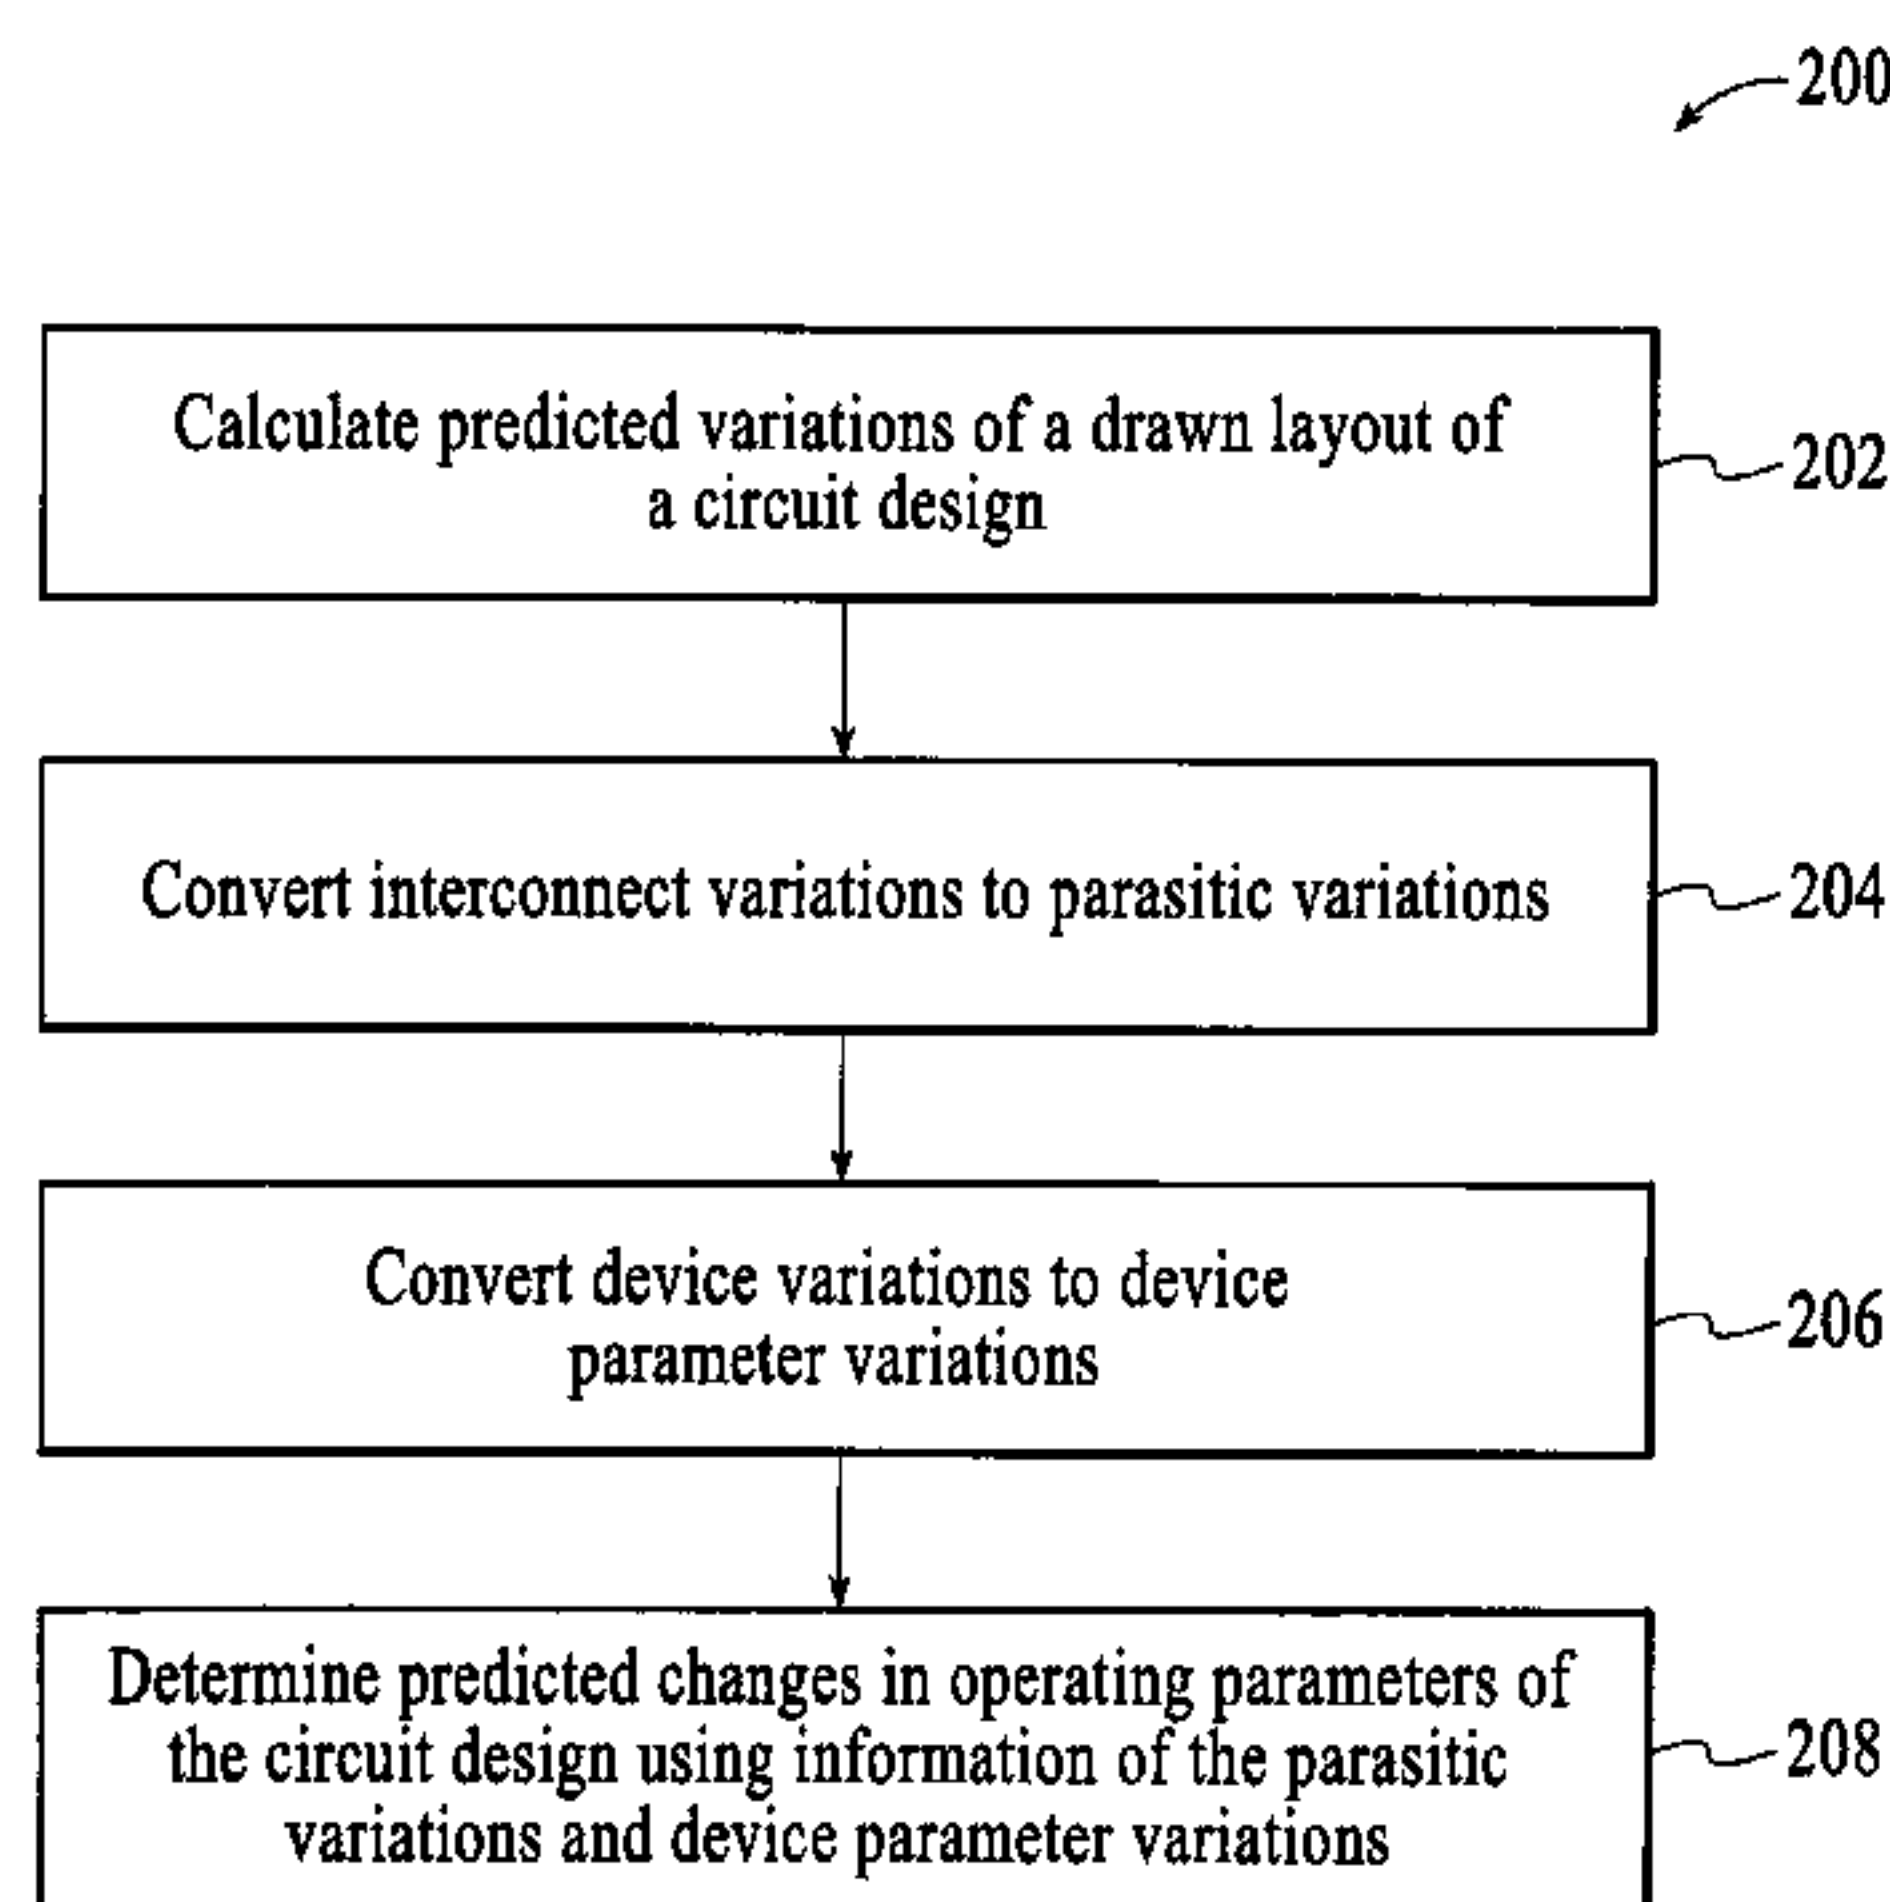 200
Calculate predicted variations of a drawn layout of
a circuit design
202
Convert interconnect variations to parasitic variations
204
Convert device variations to device
parameter variations
206
Determine predicted changes in operating parameters of
the circuit design using information of the parasitic
variations and device parameter variations
208